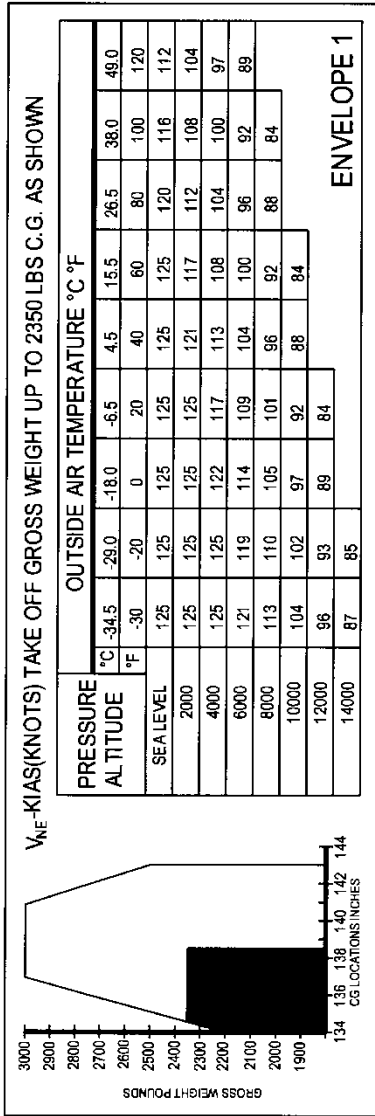 V_NE-KIAS(KNOTS) TAKE OFF GROSS WEIGHT UP TO 2350 LBS C.G. AS SHOWN
GROSS WEIGHT POUNDS
3000
2900
2800
2700
2600
2500
2400
2300
2200
2100
2000
1900
134 136 138 140 142 144
CG LOCATIONS INCHES
PRESSURE ALTITUDE OUTSIDE AIR TEMPERATURE °C °F
°C -34.5 -29.0 -18.0 -6.5 4.5 15.5 26.5 38.0 49.0
°F -30 -20 0 20 40 60 80 100 120
SEA LEVEL 125 125 125 125 125 125 120 116 112
2000 125 125 125 125 121 117 112 108 104
4000 125 125 122 117 113 108 104 100 97
6000 121 119 114 109 104 100 96 92 89
8000 113 110 105 101 96 92 88 84
10000 104 102 97 92 88 84
12000 96 93 89 84
14000 87 85
ENVELOPE 1